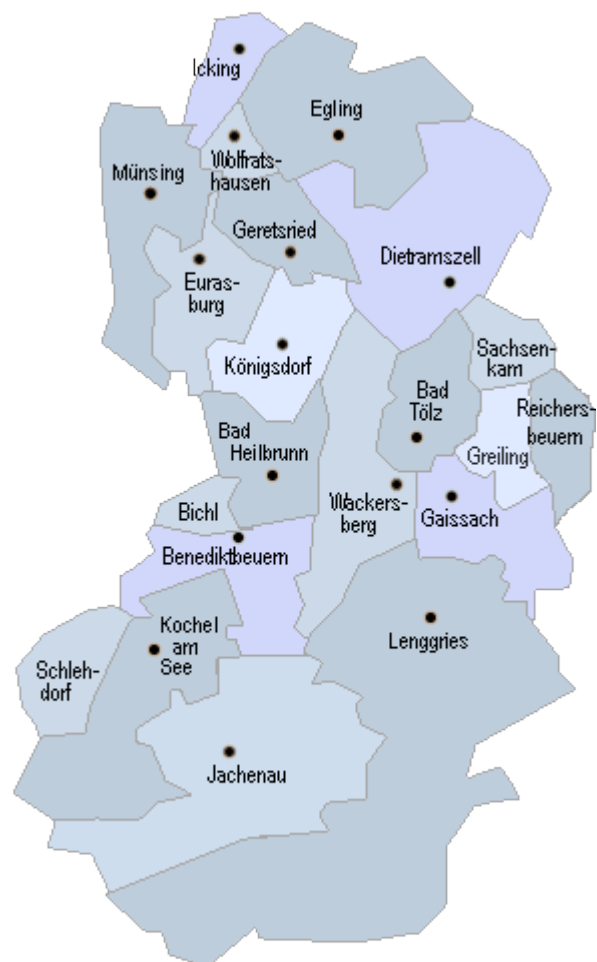 Icking
Egling
Wolfrats-
hausen
Münsing
Geretsried
Dietramszell
Euras-
burg
Königsdorf
Sachsen-
kam
Bad
Tölz
Reichers-
beuern
Greiling
Bad
Heilbrunn
Bichl
Wackers-
berg
Gaissach
Benediktbeuern
Kochel
am
See
Lenggries
Schleh-
dorf
Jachenau